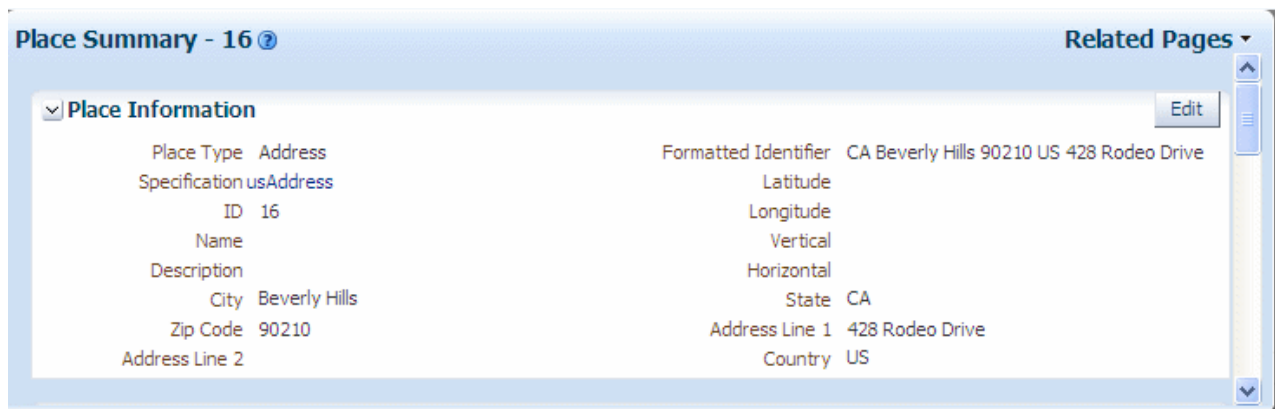 Place Summary - 16
Related Pages
Place Information
Edit
Place Type Address
Formatted Identifier CA Beverly Hills 90210 US 428 Rodeo Drive
Specification usAddress
Latitude
ID 16
Longitude
Name
Vertical
Description
Horizontal
City Beverly Hills
State CA
Zip Code 90210
Address Line 1 428 Rodeo Drive
Address Line 2
Country US